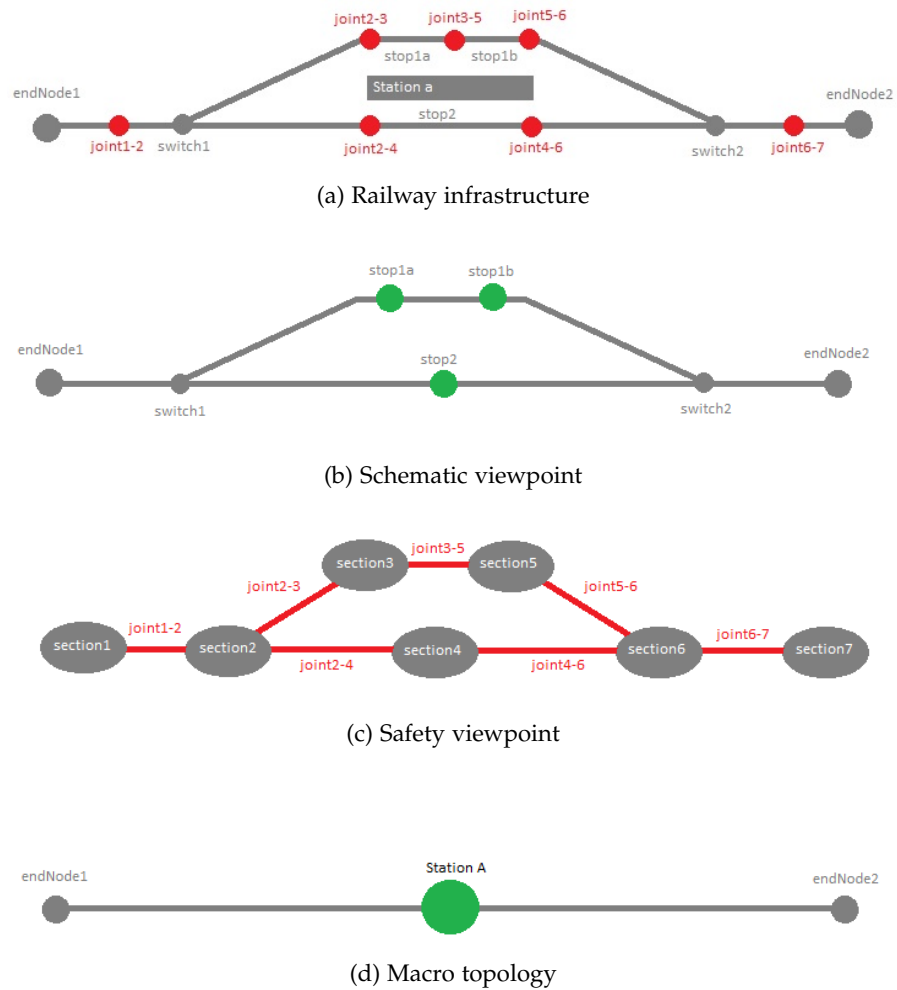 joint2-3 joint3-5 joint5-6
stop1a stop1b
endNode1 Station a endNode2
stop2
joint1-2 switch1 joint2-4 joint4-6 switch2 joint6-7
(a) Railway infrastructure
stop1a stop1b
endNode1 stop2 endNode2
switch1 switch2
(b) Schematic viewpoint
section3 joint3-5 section5
joint2-3 joint5-6
section1 joint1-2 section2 section4 section6 joint6-7 section7
joint2-4 joint4-6
(c) Safety viewpoint
Station A
endNode1 endNode2
(d) Macro topology